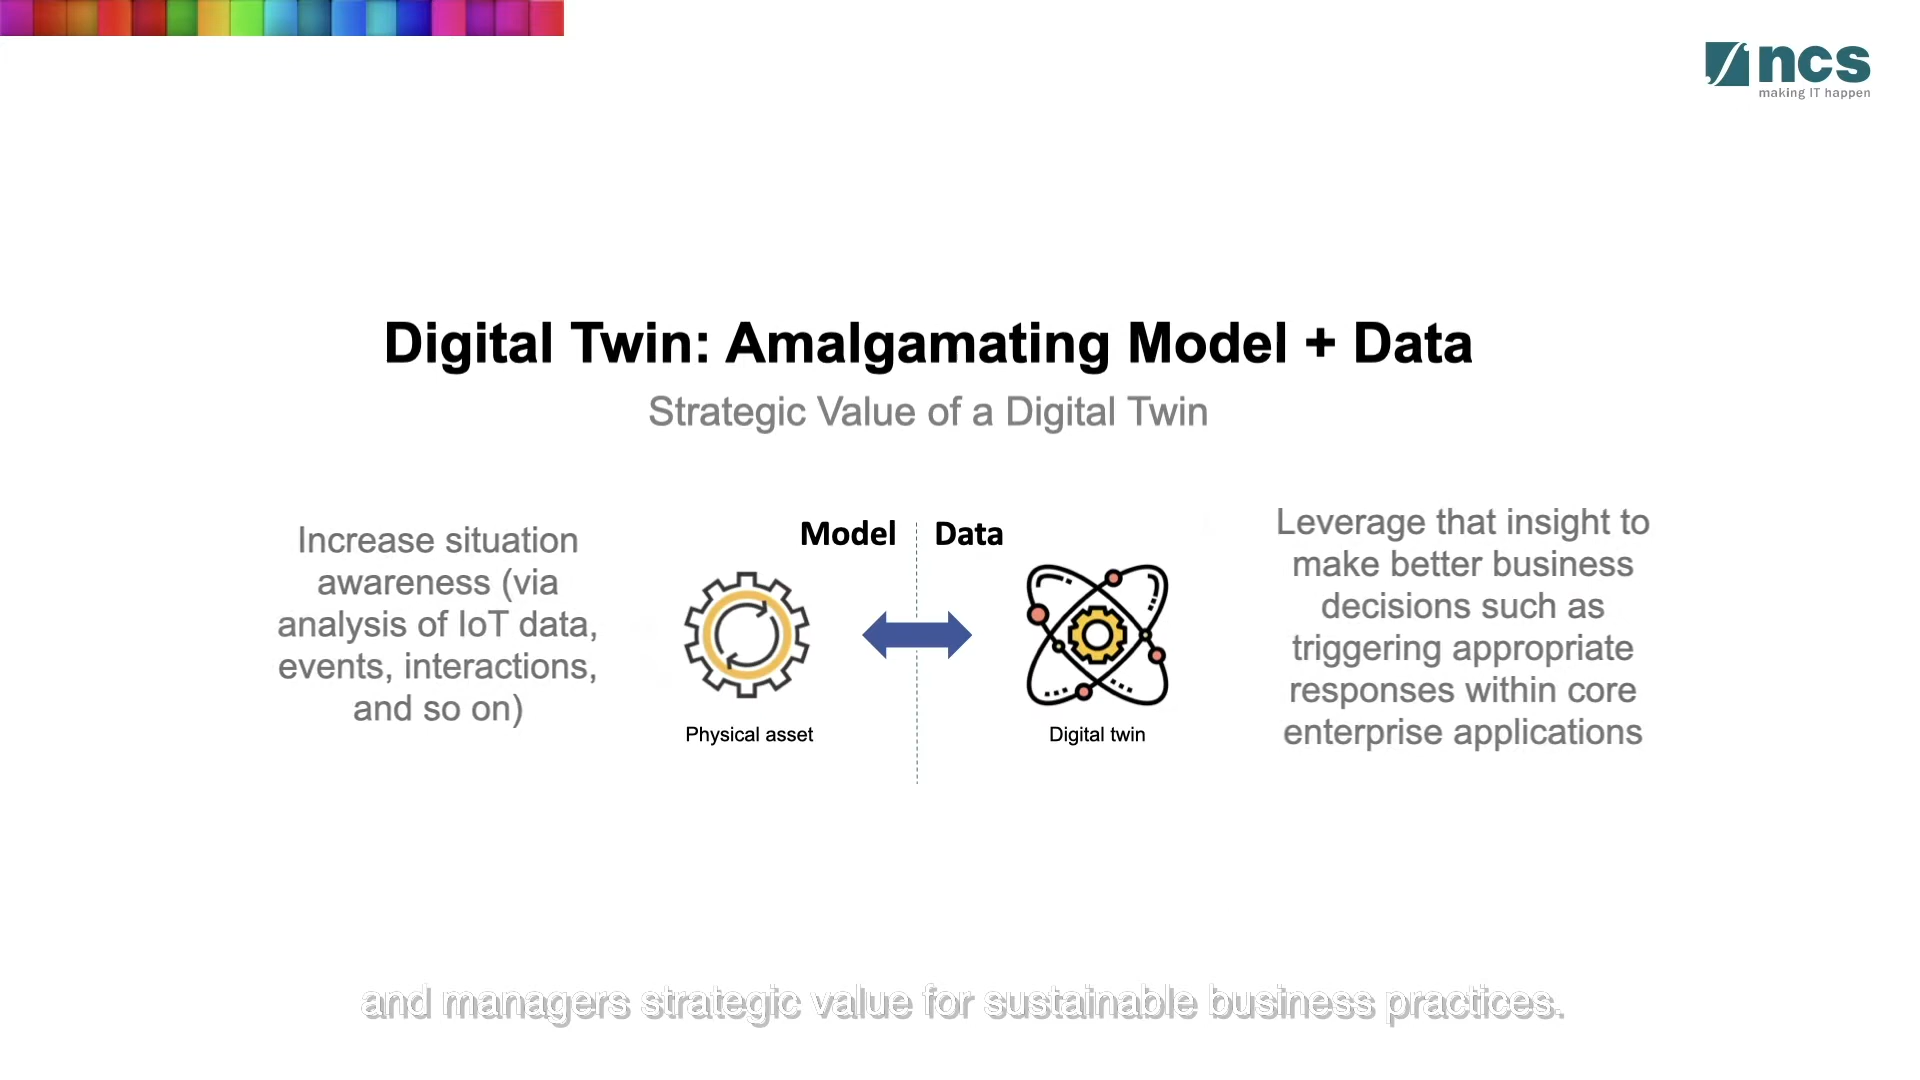 ncs
making IT happen
Digital Twin: Amalgamating Model + Data
Strategic Value of a Digital Twin
Increase situation
awareness (via
analysis of IoT data,
events, interactions,
and so on)
Model
Data
Physical asset
Digital twin
Leverage that insight to
make better business
decisions such as
triggering appropriate
responses within core
enterprise applications
and managers strategic value for sustainable business practices.